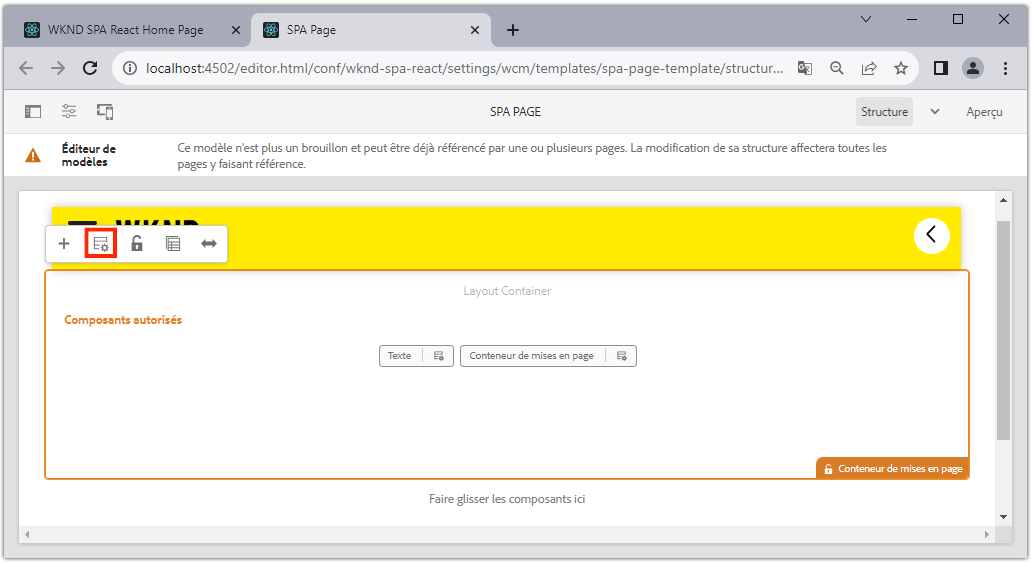 WKND SPA React Home Page
SPA Page
localhost:4502/editor.html/conf/wknd-spa-react/settings/wcm/templates/spa-page-template/structur...
SPA PAGE
Structure
Aperçu
Éditeur de
modèles
Ce modèle n’est plus un brouillon et peut être déjà référencé par une ou plusieurs pages. La modification de sa structure affectera toutes les
pages y faisant référence.
WKND
Layout Container
Composants autorisés
Texte
Conteneur de mises en page
Conteneur de mises en page
Faire glisser les composants ici